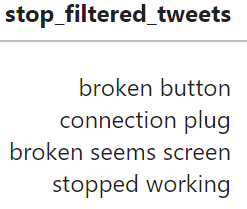 stop_filtered_tweets
broken button
connection plug
broken seems screen
stopped working